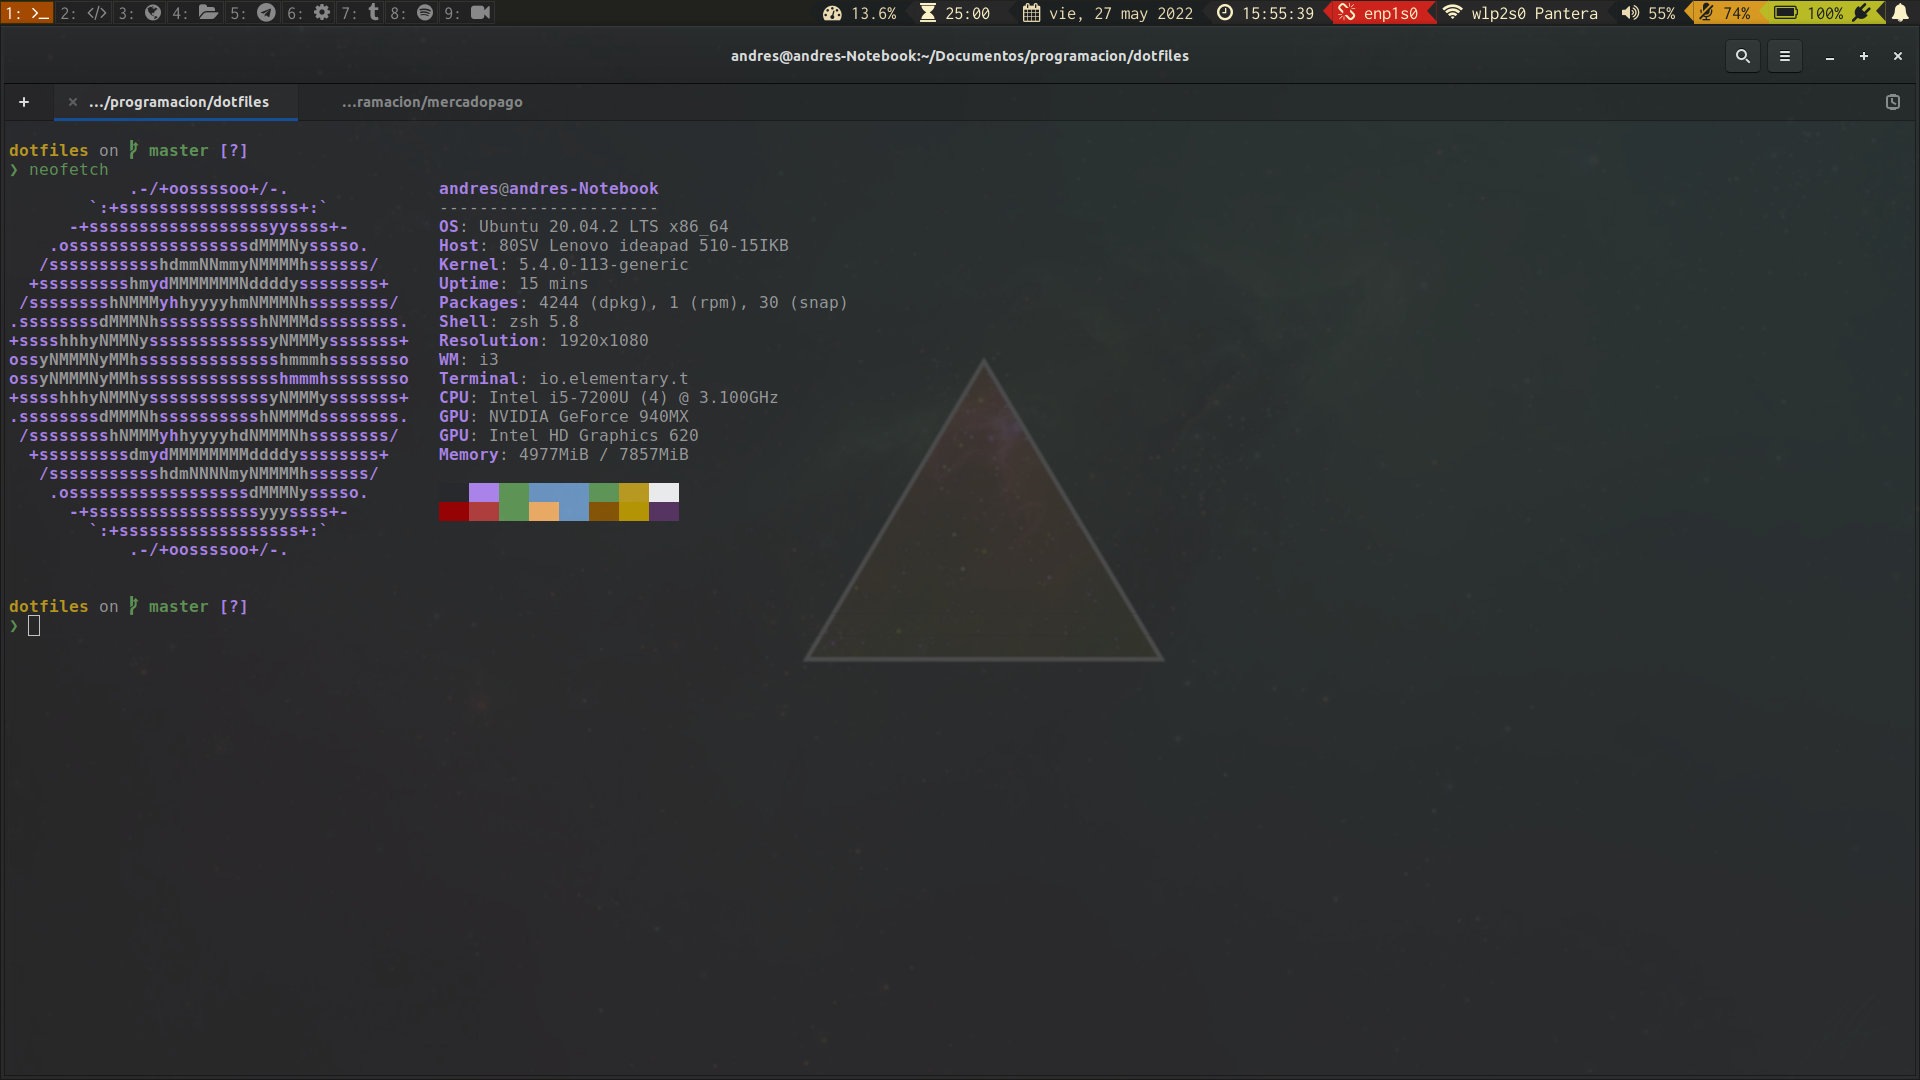 1: 2: 3: 4: 5: 6: 7: 8: 9: 13.6% 25:00 vie, 27 may 2022 15:55:39 enp1s0 wlp2s0 Pantera 55% 74% 100%
andres@andres-Notebook:~/Documentos/programacion/dotfiles
+ × .../programacion/dotfiles ...ramacion/mercadopago
dotfiles on master [?]
❯ neofetch
.-/+oossssoo+/-. andres@andres-Notebook
`:+ssssssssssssssssss+:` ----------------------
-+ssssssssssssssssssyyssss+- OS: Ubuntu 20.04.2 LTS x86_64
.ossssssssssssssssssdMMMNysssso. Host: 80SV Lenovo ideapad 510-15IKB
/ssssssssssshdmmNNmmyNMMMMhssssss/ Kernel: 5.4.0-113-generic
+ssssssssshmydMMMMMMMNddddyssssssss+ Uptime: 15 mins
/sssssssshNMMMyhhyyyyhmNMMMNhssssssss/ Packages: 4244 (dpkg), 1 (rpm), 30 (snap)
.ssssssssdMMMNhsssssssssshNMMMdssssssss. Shell: zsh 5.8
+sssshhhyNMMNyssssssssssssyNMMMysssssss+ Resolution: 1920x1080
ossyNMMMNyMMhsssssssssssssshmmmhssssssso WM: i3
ossyNMMMNyMMhsssssssssssssshmmmhssssssso Terminal: io.elementary.t
+sssshhhyNMMNyssssssssssssyNMMMysssssss+ CPU: Intel i5-7200U (4) @ 3.100GHz
.ssssssssdMMMNhsssssssssshNMMMdssssssss. GPU: NVIDIA GeForce 940MX
/sssssssshNMMMyhhyyyyhdNMMMNhssssssss/ GPU: Intel HD Graphics 620
+sssssssssdmydMMMMMMMMddddyssssssss+ Memory: 4977MiB / 7857MiB
/ssssssssssshdmNNNNmyNMMMMhssssss/
.ossssssssssssssssssdMMMNysssso.
-+sssssssssssssssssyyyssss+-
`:+ssssssssssssssssss+:`
.-/+oossssoo+/-.
dotfiles on master [?]
❯